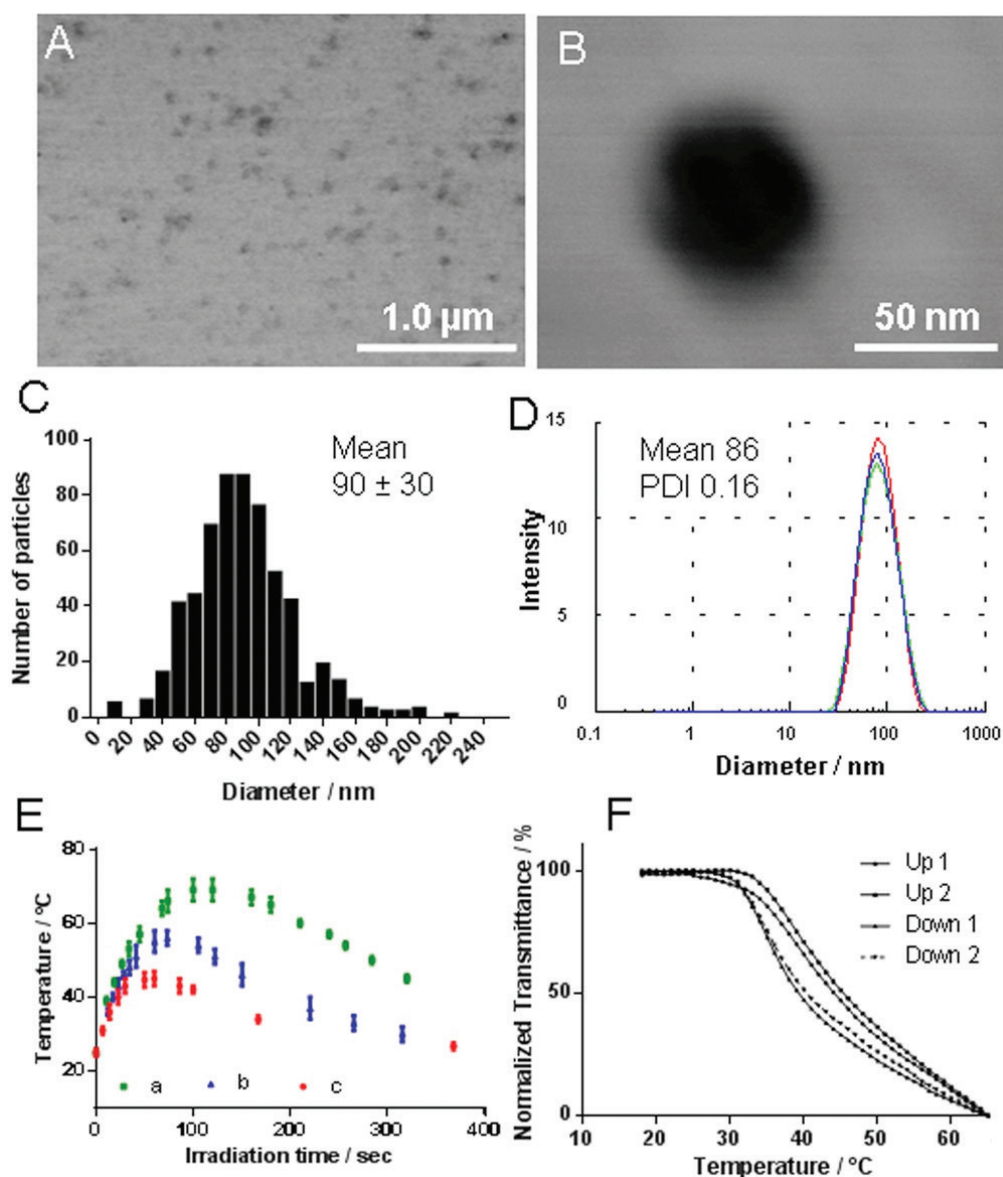 A
1.0 µm
B
50 nm
C
Mean
90 ± 30
100
80
60
40
20
0
Number of particles
0 20 40 60 80 100 120 140 160 180 200 220 240
Diameter / nm
D
Mean 86
PDI 0.16
15
10
5
0
Intensity
0.1 1 10 100 1000
Diameter / nm
E
80
60
40
20
Temperature / °C
a b c
0 100 200 300 400
Irradiation time / sec
F
100
50
0
Normalized Transmittance / %
Up 1
Up 2
Down 1
Down 2
10 20 30 40 50 60
Temperature / °C